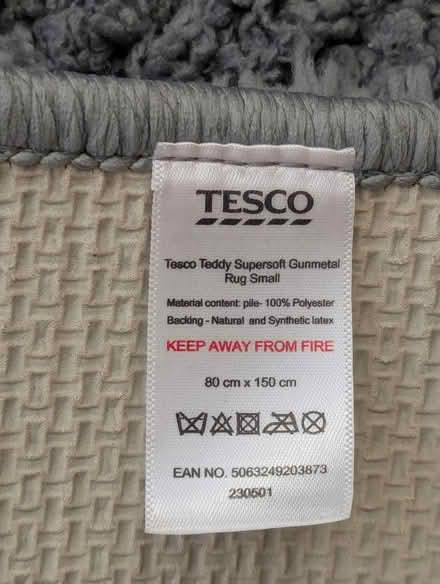 TESCO
Tesco Teddy Supersoft Gunmetal
Rug Small
Material content: pile- 100% Polyester
Backing - Natural and Synthetic latex
KEEP AWAY FROM FIRE
80 cm x 150 cm
EAN NO. 5063249203873
230501